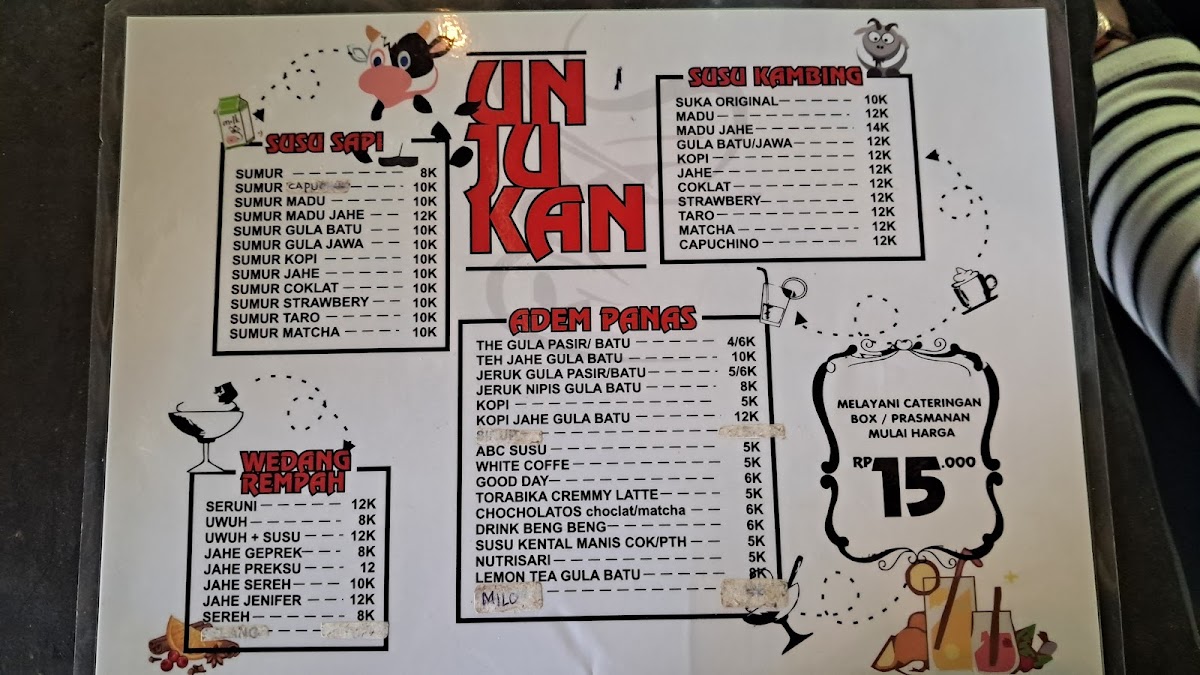 UN
JU
KAN
milk
SUSU SAPI
SUMUR 8K
SUMUR 10K
SUMUR MADU 10K
SUMUR MADU JAHE 12K
SUMUR GULA BATU 10K
SUMUR GULA JAWA 10K
SUMUR KOPI 10K
SUMUR JAHE 10K
SUMUR COKLAT 10K
SUMUR STRAWBERY 10K
SUMUR TARO 10K
SUMUR MATCHA 10K
SUSU KAMBING
SUKA ORIGINAL 10K
MADU 12K
MADU JAHE 14K
GULA BATU/JAWA 12K
KOPI 12K
JAHE 12K
COKLAT 12K
STRAWBERY 12K
TARO 12K
MATCHA 12K
CAPUCHINO 12K
ADEM PANAS
THE GULA PASIR/ BATU 4/6K
TEH JAHE GULA BATU 10K
JERUK GULA PASIR/BATU 5/6K
JERUK NIPIS GULA BATU 8K
KOPI 5K
KOPI JAHE GULA BATU 12K
ABC SUSU 5K
WHITE COFFE 5K
GOOD DAY 6K
TORABIKA CREMMY LATTE 5K
CHOCHOLATOS choclat/matcha 6K
DRINK BENG BENG 6K
SUSU KENTAL MANIS COK/PTH 5K
NUTRISARI 5K
LEMON TEA GULA BATU 8K
MILO
WEDANG
REMPAH
SERUNI 12K
UWUH 8K
UWUH + SUSU 12K
JAHE GEPREK 8K
JAHE PREKSU 12
JAHE SEREH 10K
JAHE JENIFER 12K
SEREH 8K
MELAYANI CATERINGAN
BOX / PRASMANAN
MULAI HARGA
RP 15.000